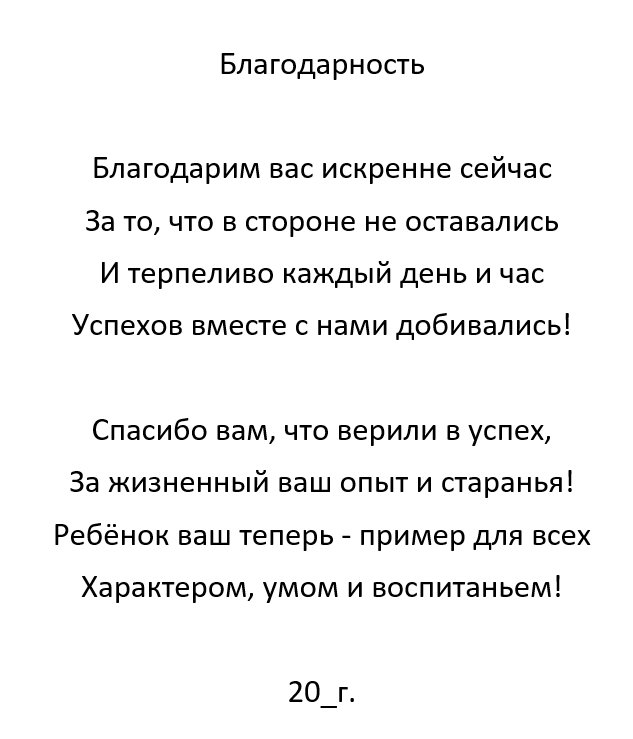 Благодарность
Благодарим вас искренне сейчас
За то, что в стороне не оставались
И терпеливо каждый день и час
Успехов вместе с нами добивались!
Спасибо вам, что верили в успех,
За жизненный ваш опыт и старанья!
Ребёнок ваш теперь - пример для всех
Характером, умом и воспитаньем!
20_г.